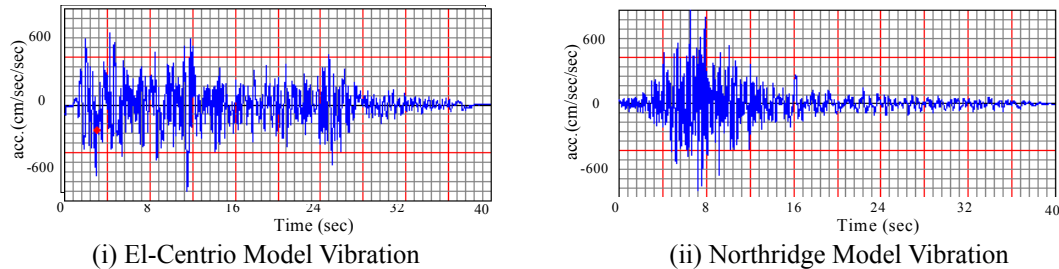 600
0
-600
acc.(cm/sec/sec)
0 8 16 24 32 40
Time (sec)
(i) El-Centrio Model Vibration
600
0
-600
acc.(cm/sec/sec)
0 8 16 24 32 40
Time (sec)
(ii) Northridge Model Vibration